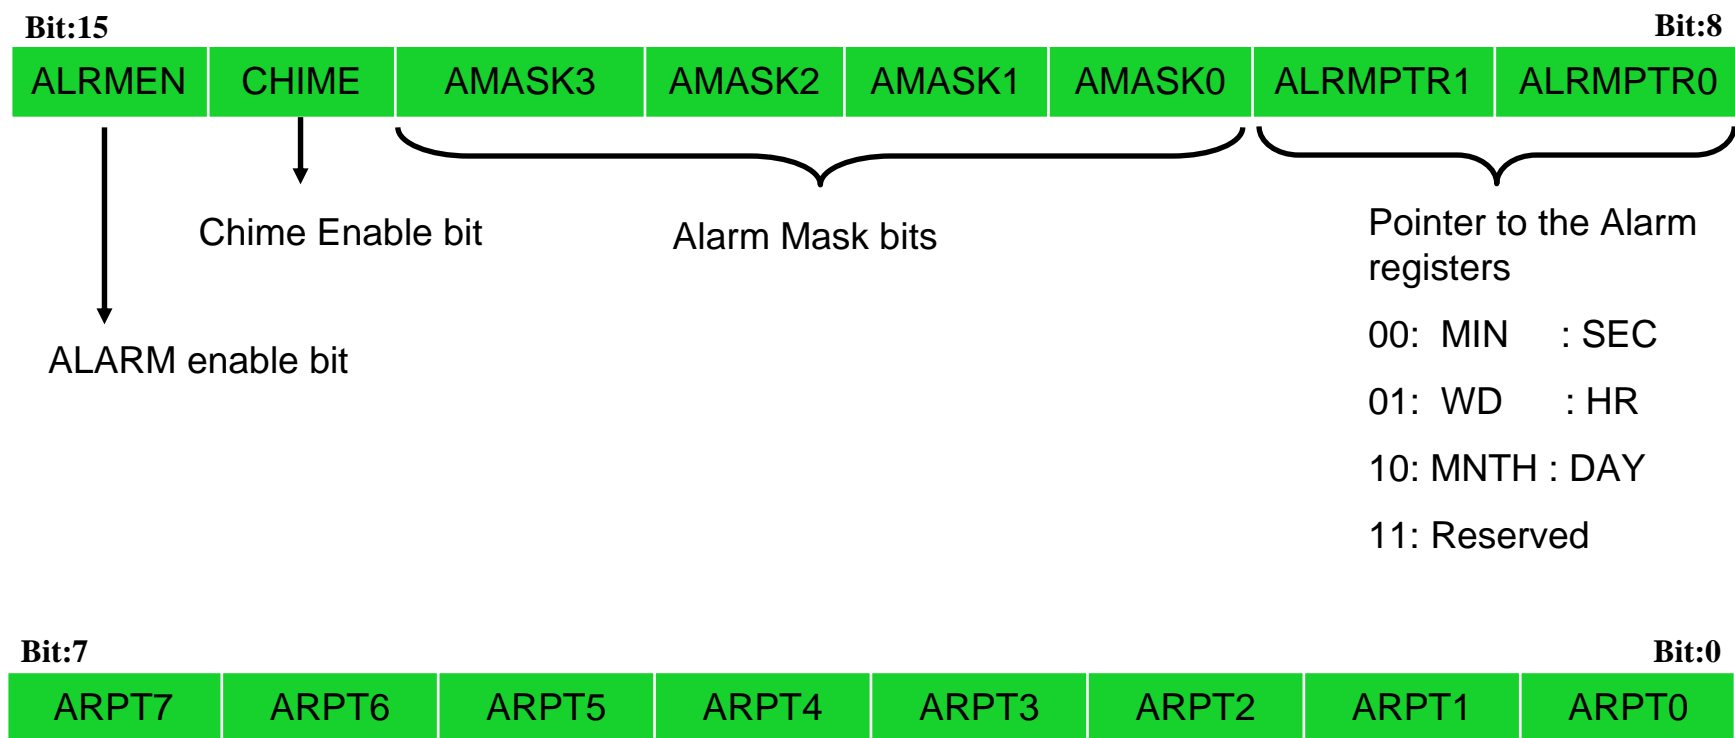 Bit:15 Bit:8
ALRMEN CHIME AMASK3 AMASK2 AMASK1 AMASK0 ALRMPTR1 ALRMPTR0
Chime Enable bit
Alarm Mask bits
Pointer to the Alarm
registers
00: MIN : SEC
01: WD : HR
10: MNTH : DAY
11: Reserved
ALARM enable bit
Bit:7 Bit:0
ARPT7 ARPT6 ARPT5 ARPT4 ARPT3 ARPT2 ARPT1 ARPT0